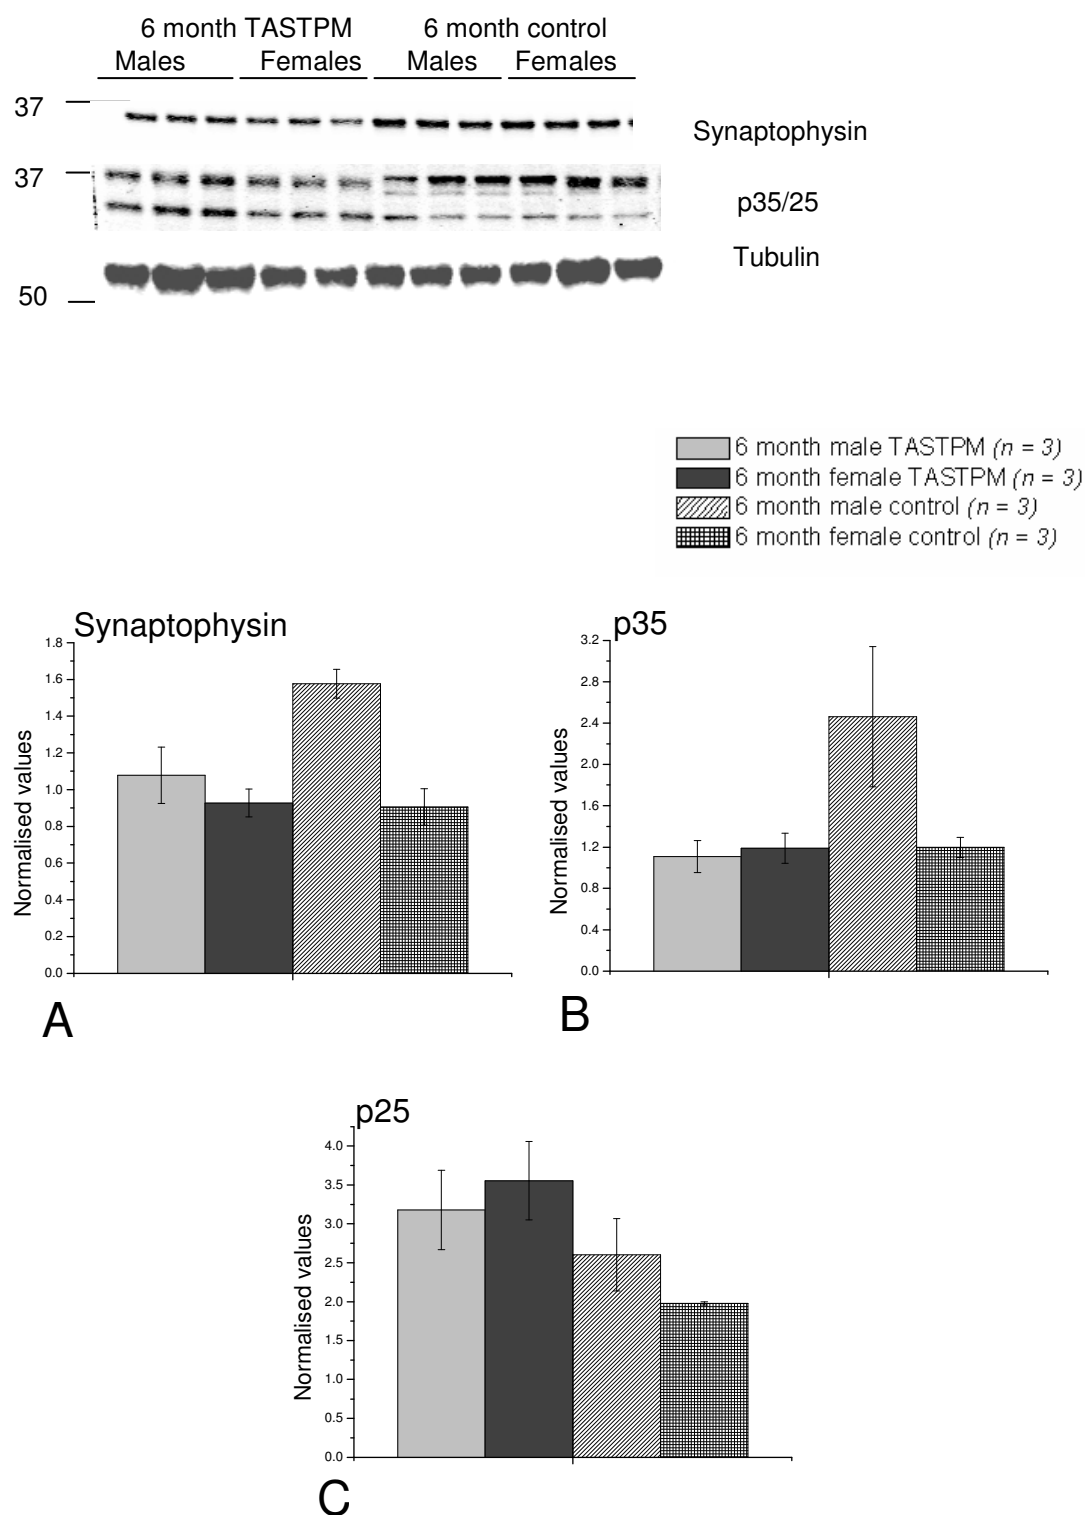 6 month TASTPM 6 month control
Males Females Males Females
37
Synaptophysin
37
p35/25
Tubulin
50
6 month male TASTPM (n = 3)
6 month female TASTPM (n = 3)
6 month male control (n = 3)
6 month female control (n = 3)
Synaptophysin
1.8
1.6
1.4
1.2
1.0
0.8
0.6
0.4
0.2
0.0
Normalised values
A
p35
3.2
2.8
2.4
2.0
1.6
1.2
0.8
0.4
0.0
Normalised values
B
p25
4.0
3.5
3.0
2.5
2.0
1.5
1.0
0.5
0.0
Normalised values
C